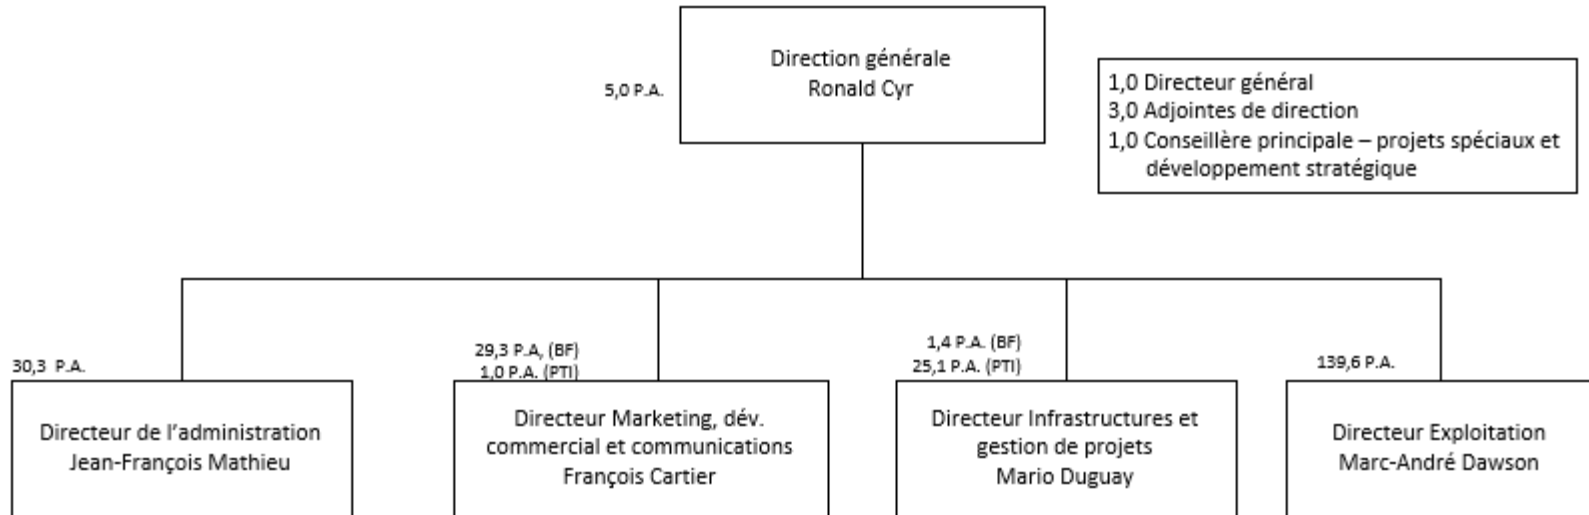 Direction générale
Ronald Cyr
5,0 P.A.
1,0 Directeur général
3,0 Adjointes de direction
1,0 Conseillère principale – projets spéciaux et
développement stratégique
30,3 P.A.
Directeur de l'administration
Jean-François Mathieu
29,3 P.A, (BF)
1,0 P.A. (PTI)
Directeur Marketing, dév.
commercial et communications
François Cartier
1,4 P.A. (BF)
25,1 P.A. (PTI)
Directeur Infrastructures et
gestion de projets
Mario Duguay
139,6 P.A.
Directeur Exploitation
Marc-André Dawson